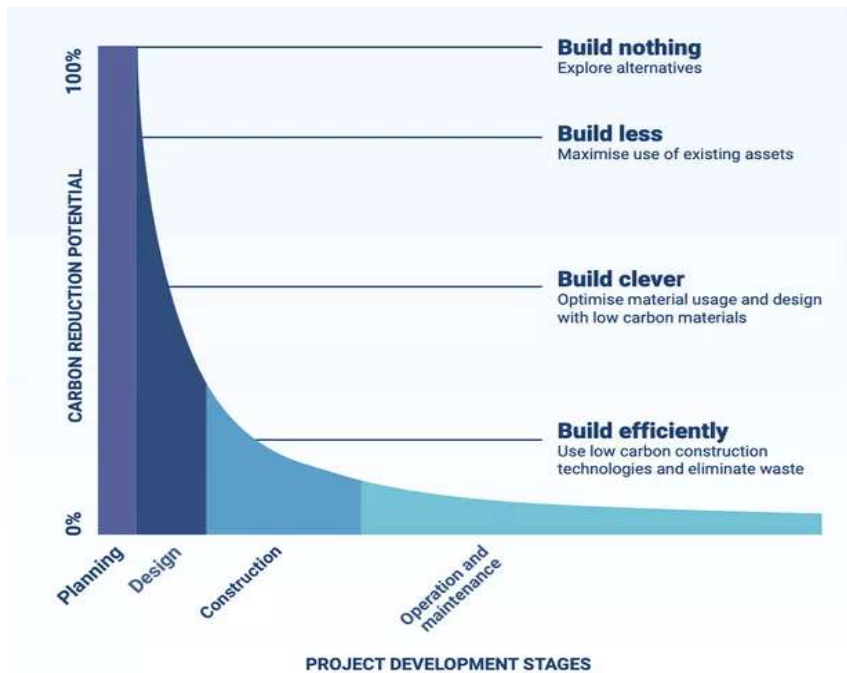 100%
CARBON REDUCTION POTENTIAL
0%
Build nothing
Explore alternatives
Build less
Maximise use of existing assets
Build clever
Optimise material usage and design
with low carbon materials
Build efficiently
Use low carbon construction
technologies and eliminate waste
Planning
Design
Construction
Operation and
maintenance
PROJECT DEVELOPMENT STAGES